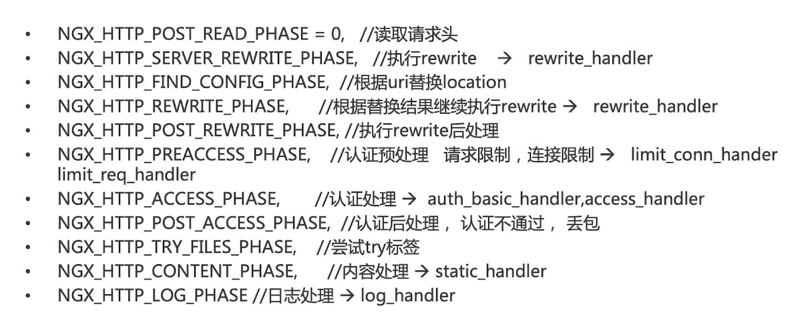 • NGX_HTTP_POST_READ_PHASE = 0, //读取请求头
• NGX_HTTP_SERVER_REWRITE_PHASE, //执行rewrite → rewrite_handler
• NGX_HTTP_FIND_CONFIG_PHASE, //根据uri替换location
• NGX_HTTP_REWRITE_PHASE, //根据替换结果继续执行rewrite → rewrite_handler
• NGX_HTTP_POST_REWRITE_PHASE, //执行rewrite后处理
• NGX_HTTP_PREACCESS_PHASE, //认证预处理 请求限制，连接限制 → limit_conn_hander
limit_req_handler
• NGX_HTTP_ACCESS_PHASE, //认证处理 → auth_basic_handler,access_handler
• NGX_HTTP_POST_ACCESS_PHASE, //认证后处理， 认证不通过， 丢包
• NGX_HTTP_TRY_FILES_PHASE, //尝试try标签
• NGX_HTTP_CONTENT_PHASE, //内容处理 → static_handler
• NGX_HTTP_LOG_PHASE //日志处理 → log_handler